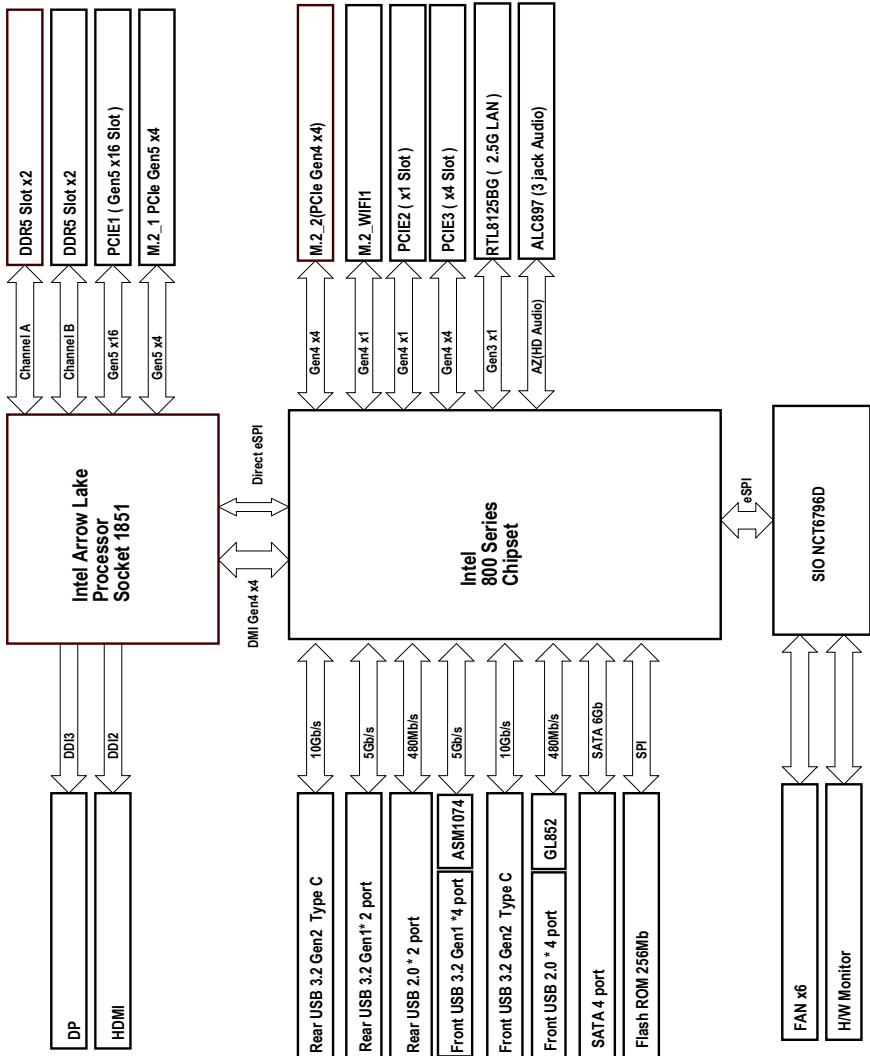 DDR5 Slot x2
DDR5 Slot x2
PCIE1 ( Gen5 x16 Slot )
M.2_1 PCIe Gen5 x4
Channel A
Channel B
Gen5 x16
Gen5 x4
Intel Arrow Lake
Processor
Socket 1851
DDI3
DDI2
DP
HDMI
DMI Gen4 x4
Direct eSPI
M.2_2(PCIe Gen4 x4)
M.2_WIFI1
PCIE2 ( x1 Slot )
PCIE3 ( x4 Slot )
RTL8125BG ( 2.5G LAN )
ALC897 (3 jack Audio)
Gen4 x4
Gen4 x1
Gen4 x1
Gen4 x4
Gen3 x1
AZ(HD Audio)
Intel
800 Series
Chipset
10Gb/s
5Gb/s
480Mb/s
5Gb/s
10Gb/s
480Mb/s
SATA 6Gb
SPI
Rear USB 3.2 Gen2 Type C
Rear USB 3.2 Gen1* 2 port
Rear USB 2.0 * 2 port
Front USB 3.2 Gen1 *4 port
ASM1074
Front USB 3.2 Gen2 Type C
Front USB 2.0 * 4 port
GL852
SATA 4 port
Flash ROM 256Mb
eSPI
SIO NCT6796D
FAN x6
H/W Monitor